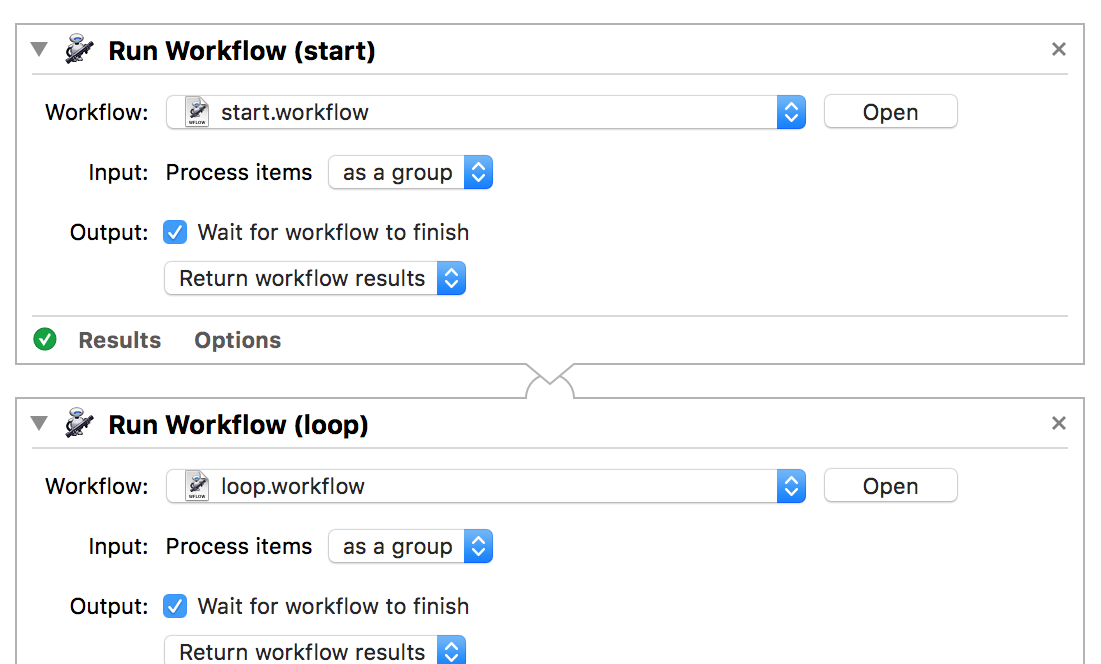 Run Workflow (start)
Workflow: start.workflow Open
Input: Process items as a group
Output: Wait for workflow to finish
Return workflow results
Results Options
Run Workflow (loop)
Workflow: loop.workflow Open
Input: Process items as a group
Output: Wait for workflow to finish
Return workflow results